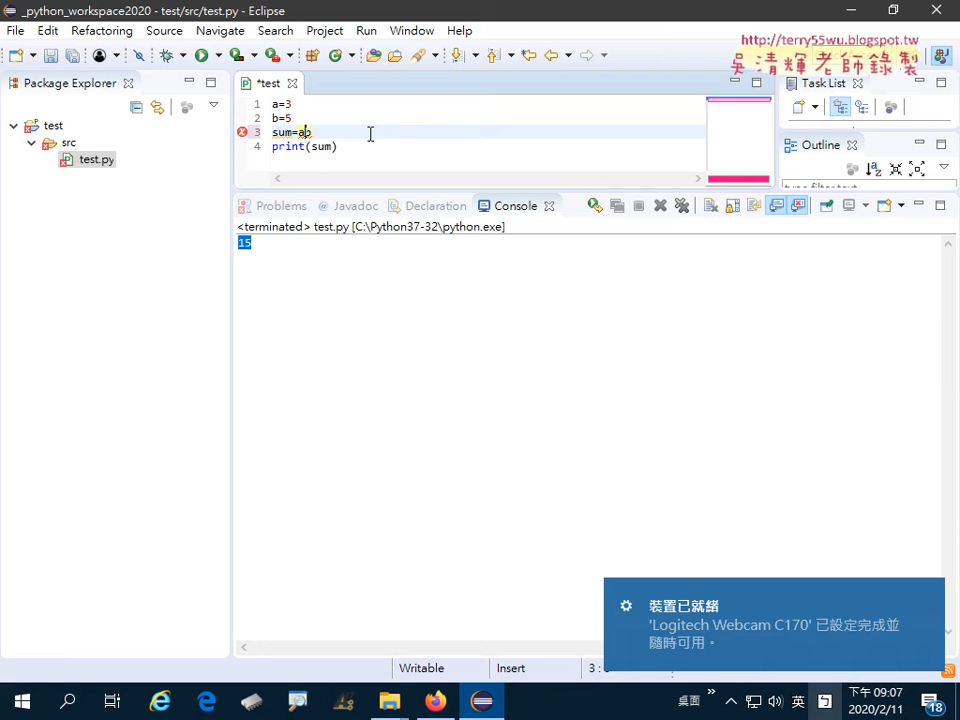 _python_workspace2020 - test/src/test.py - Eclipse
File Edit Refactoring Source Navigate Search Project Run Window Help
http://terry55wu.blogspot.tw
吳清輝老師錄製
Package Explorer
*test
Task List
test
src
test.py
1 a=3
2 b=5
3 sum=ab
4 print(sum)
Outline
type filter text
Problems
@ Javadoc
Declaration
Console
<terminated> test.py [C:\Python37-32\python.exe]
15
裝置已就緒
'Logitech Webcam C170' 已設定完成並
隨時可用。
Writable
Insert
桌面
英
下午 09:07
2020/2/11
18